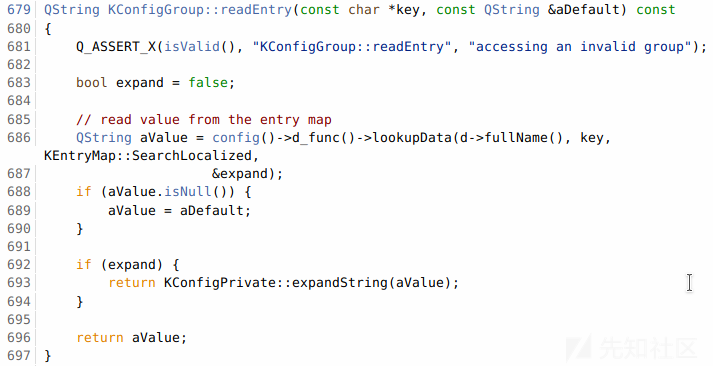 679 QString KConfigGroup::readEntry(const char *key, const QString &aDefault) const
680 {
681     Q_ASSERT_X(isValid(), "KConfigGroup::readEntry", "accessing an invalid group");
682
683     bool expand = false;
684
685     // read value from the entry map
686     QString aValue = config()->d_func()->lookupData(d->fullName(), key,
KEntryMap::SearchLocalized,
687                      &expand);
688     if (aValue.isNull()) {
689         aValue = aDefault;
690     }
691
692     if (expand) {
693         return KConfigPrivate::expandString(aValue);
694     }
695
696     return aValue;
697 }
先知社区